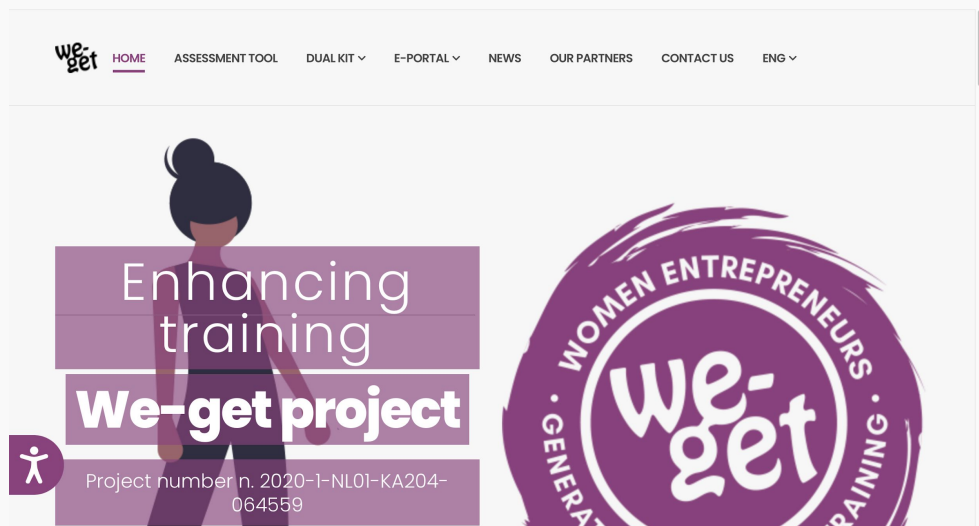 we-get
HOME
ASSESSMENT TOOL
DUAL KIT
E-PORTAL
NEWS
OUR PARTNERS
CONTACT US
ENG
Enhancing
training
We-get project
Project number n. 2020-1-NL01-KA204-
064559
WOMEN ENTREPRENEURS
we-get